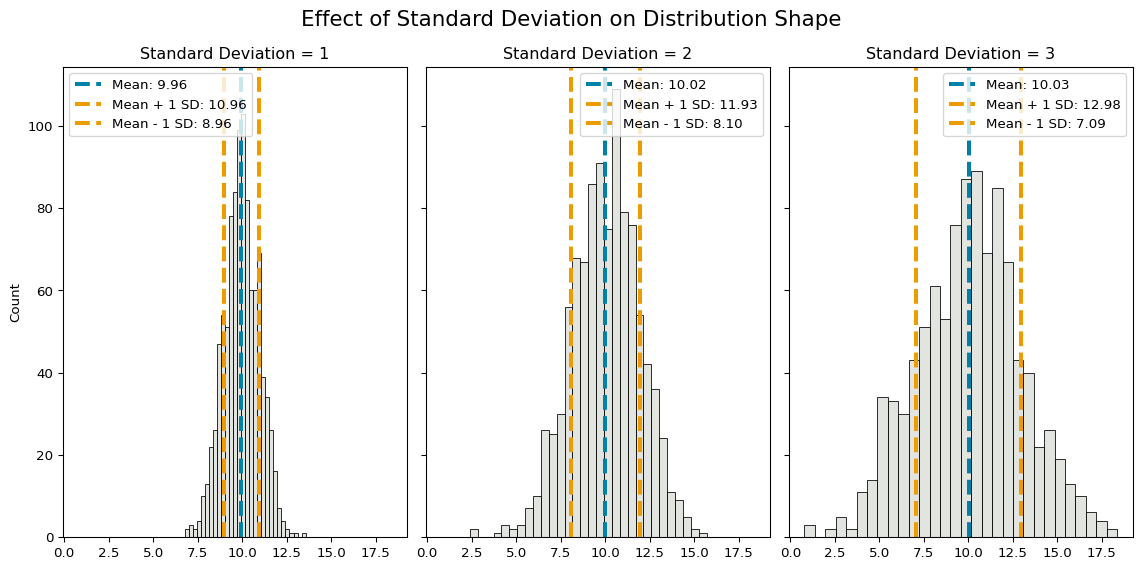 Effect of Standard Deviation on Distribution Shape
Standard Deviation = 1
Mean: 9.96
Mean + 1 SD: 10.96
Mean - 1 SD: 8.96
Count
100
80
60
40
20
0
0.0 2.5 5.0 7.5 10.0 12.5 15.0 17.5
Standard Deviation = 2
Mean: 10.02
Mean + 1 SD: 11.93
Mean - 1 SD: 8.10
0.0 2.5 5.0 7.5 10.0 12.5 15.0 17.5
Standard Deviation = 3
Mean: 10.03
Mean + 1 SD: 12.98
Mean - 1 SD: 7.09
0.0 2.5 5.0 7.5 10.0 12.5 15.0 17.5